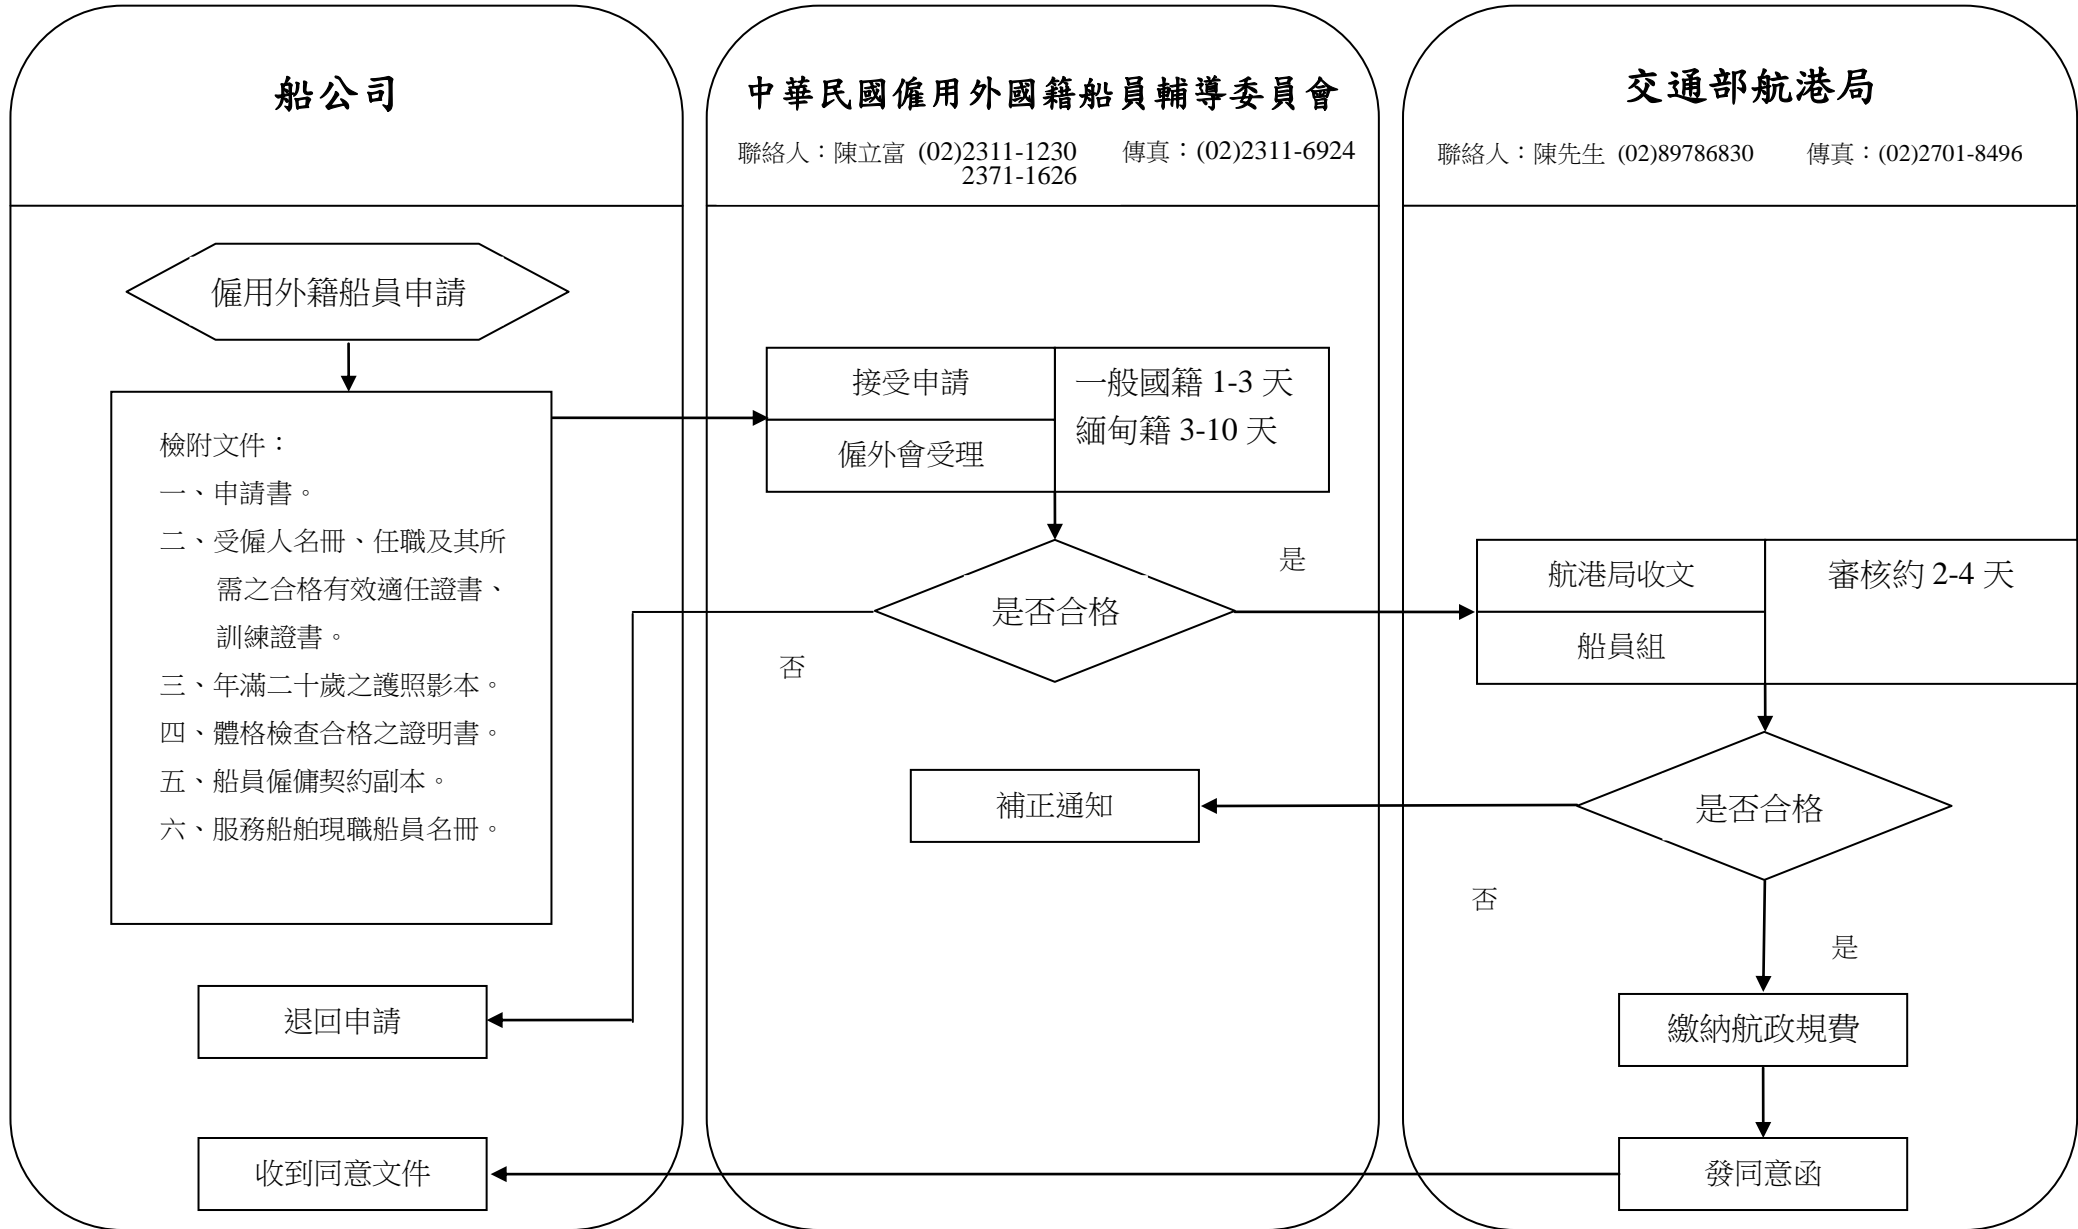 船公司
僱用外籍船員申請
檢附文件：
一、申請書。
二、受僱人名冊、任職及其所
需之合格有效適任證書、
訓練證書。
三、年滿二十歲之護照影本。
四、體格檢查合格之證明書。
五、船員僱傭契約副本。
六、服務船舶現職船員名冊。
退回申請
收到同意文件
中華民國僱用外國籍船員輔導委員會
聯絡人：陳立富 (02)2311-1230 傳真：(02)2311-6924
2371-1626
接受申請
僱外會受理
一般國籍 1-3 天
緬甸籍 3-10 天
是否合格
是
否
補正通知
交通部航港局
聯絡人：陳先生 (02)89786830 傳真：(02)2701-8496
航港局收文
船員組
審核約 2-4 天
是否合格
否
是
繳納航政規費
發同意函